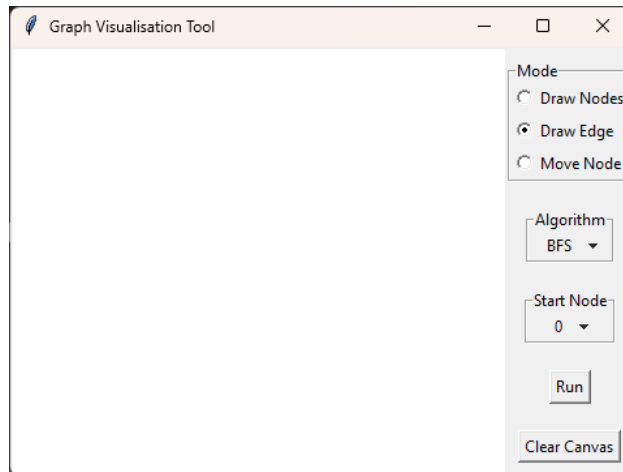 Graph Visualisation Tool
Mode
Draw Nodes
Draw Edge
Move Node
Algorithm
BFS
Start Node
0
Run
Clear Canvas